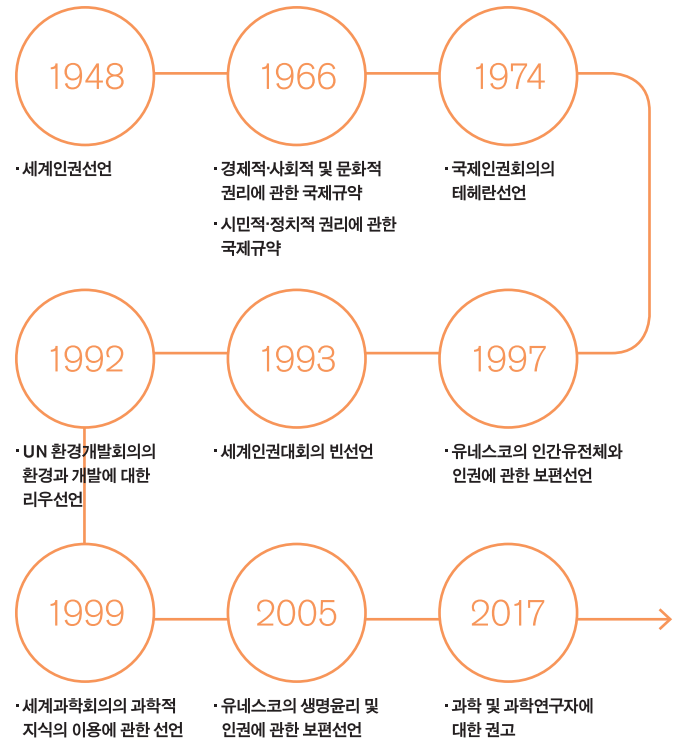 1948
1966
1974
· 세계인권선언
· 경제적·사회적 및 문화적
권리에 관한 국제규약
· 시민적·정치적 권리에 관한
국제규약
· 국제인권회의의
테헤란선언
1992
1993
1997
· UN 환경개발회의의
환경과 개발에 대한
리우선언
· 세계인권대회의 빈선언
· 유네스코의 인간유전체와
인권에 관한 보편선언
1999
2005
2017
· 세계과학회의의 과학적
지식의 이용에 관한 선언
· 유네스코의 생명윤리 및
인권에 관한 보편선언
· 과학 및 과학연구자에
대한 권고